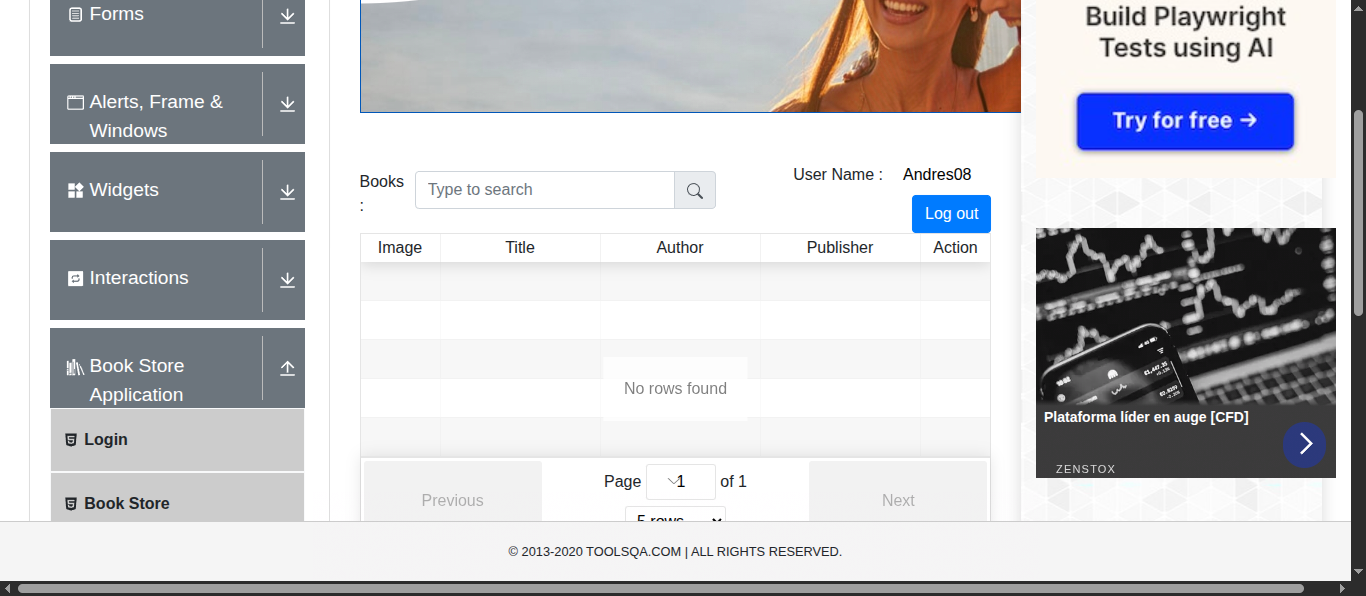 Forms
Alerts, Frame &
Windows
Widgets
Interactions
Book Store
Application
Login
Book Store
Books
:
Type to search
User Name :
Andres08
Log out
Image
Title
Author
Publisher
Action
No rows found
Previous
Page
1
of 1
5 rows
Next
Build Playwright
Tests using AI
Try for free →
Plataforma líder en auge [CFD]
ZENSTOX
© 2013-2020 TOOLSQA.COM | ALL RIGHTS RESERVED.